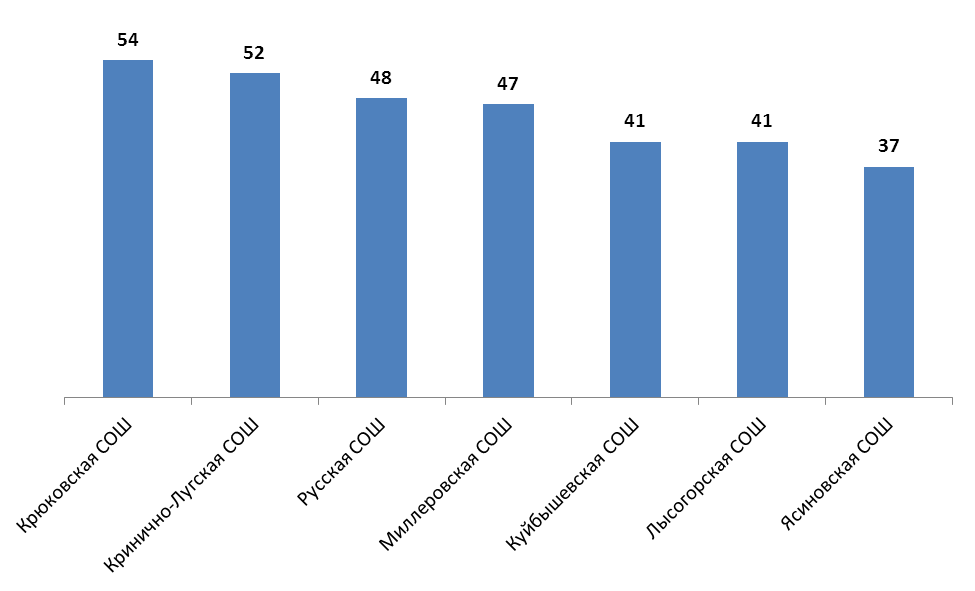 54
52
48
47
41
41
37
Крюковская СОШ
Кринично-Лугская СОШ
Русская СОШ
Миллеровская СОШ
Куйбышевская СОШ
Лысогорская СОШ
Ясиновская СОШ